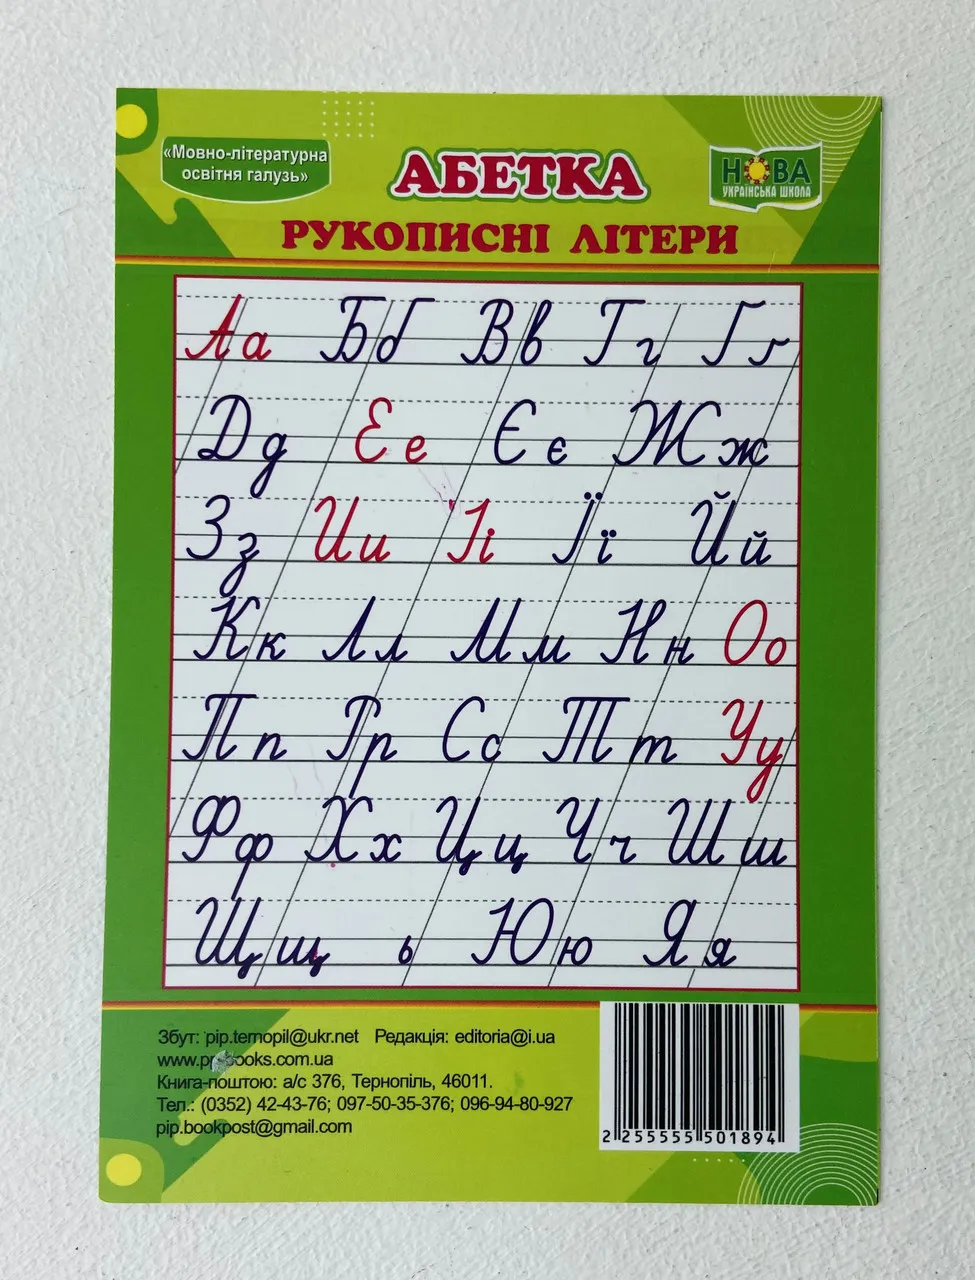 «Мовно-літературна
освітня галузь»
АБЕТКА
НОВА
УКРАЇНСЬКА ШКОЛА
РУКОПИСНІ ЛІТЕРИ
Аа Бб Вв Гг Ґґ
Дд Ее Єє Жж
Зз Ии Іі Її Йй
Кк Лл Мм Нн Оо
Пп Рр Сс Тт Уу
Фф Хх Цц Чч Шш
Щщ ь Юю Яя
Збут: pip.ternopil@ukr.net Редакція: editoria@i.ua
Книга-поштою: а/с 376, Тернопіль, 46011.
Тел.: (0352) 42-43-76; 097-50-35-376; 096-94-80-927
pip.bookpost@gmail.com
2 255555 501894